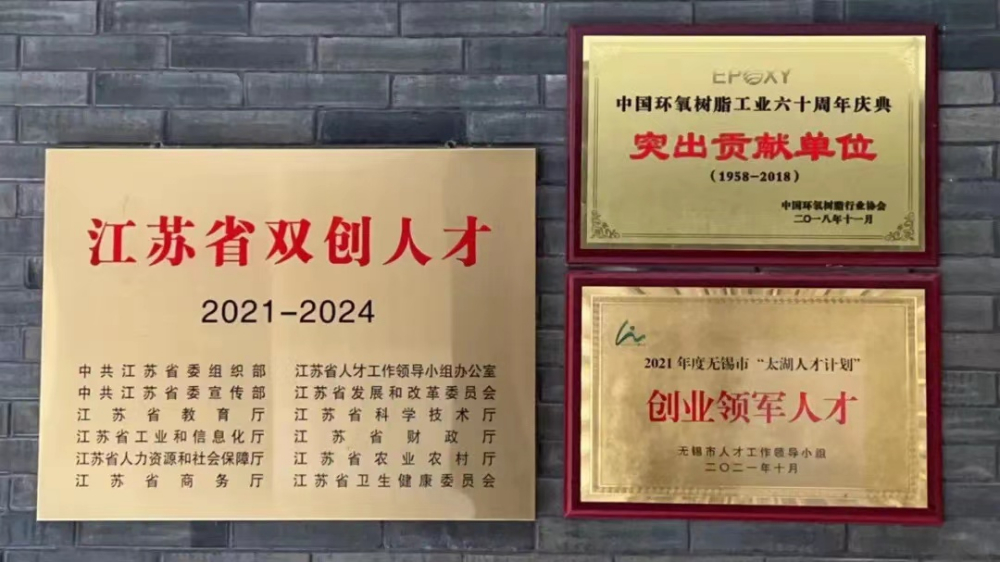 江苏省双创人才
2021-2024
中共江苏省委组织部 江苏省人才工作领导小组办公室
中共江苏省委宣传部 江苏省发展和改革委员会
江苏省教育厅 江苏省科学技术厅
江苏省工业和信息化厅 江苏省财政厅
江苏省人力资源和社会保障厅 江苏省农业农村厅
江苏省商务厅 江苏省卫生健康委员会
EPOXY
中国环氧树脂工业六十周年庆典
突出贡献单位
(1958-2018)
中国环氧树脂行业协会
二〇一八年十一月
2021年度无锡市“太湖人才计划”
创业领军人才
无锡市人才工作领导小组
二〇二一年十月